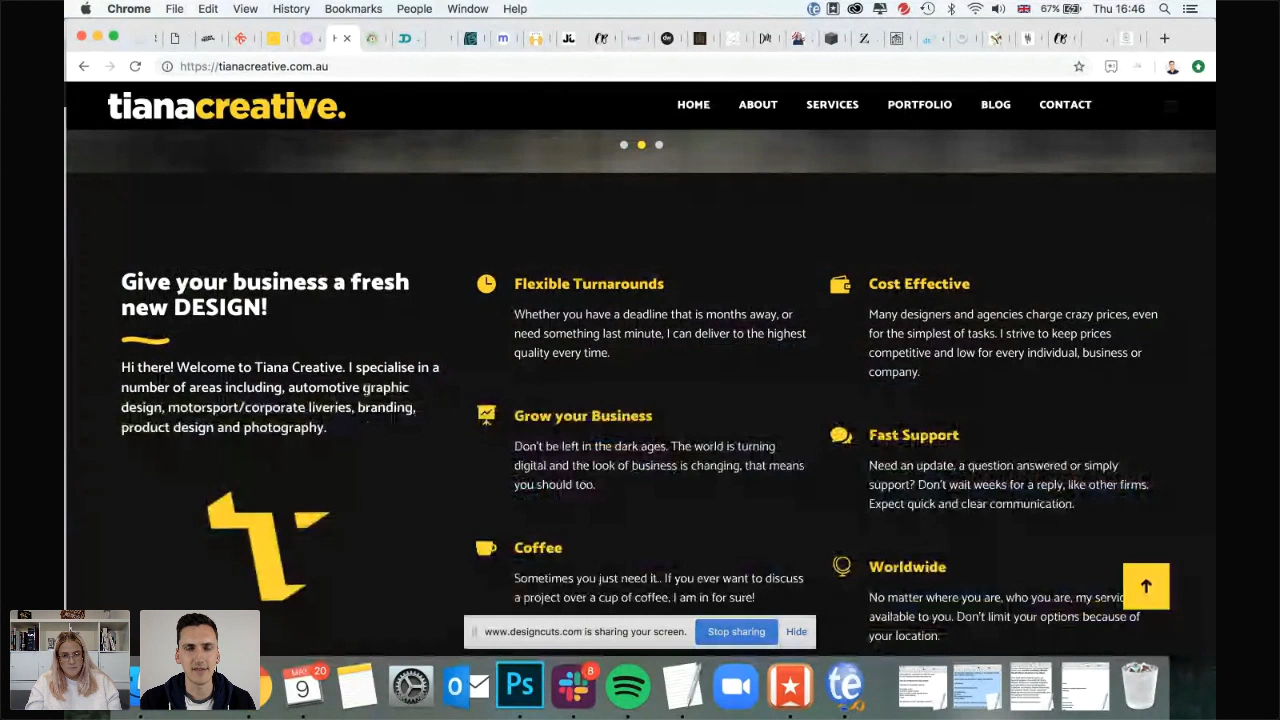 Chrome File Edit View History Bookmarks People Window Help 67% Thu 16:46
https://tianacreative.com.au
tianacreative. HOME ABOUT SERVICES PORTFOLIO BLOG CONTACT
Give your business a fresh
new DESIGN!
Hi there! Welcome to Tiana Creative. I specialise in a
number of areas including, automotive graphic
design, motorsport/corporate liveries, branding,
product design and photography.
Flexible Turnarounds
Whether you have a deadline that is months away, or
need something last minute, I can deliver to the highest
quality every time.
Grow your Business
Don't be left in the dark ages. The world is turning
digital and the look of business is changing, that means
you should too.
Coffee
Sometimes you just need it.. If you ever want to discuss
a project over a cup of coffee, I am in for sure!
Cost Effective
Many designers and agencies charge crazy prices, even
for the simplest of tasks. I strive to keep prices
competitive and low for every individual, business or
company.
Fast Support
Need an update, a question answered or simply
support? Don't wait weeks for a reply, like other firms.
Expect quick and clear communication.
Worldwide
No matter where you are, who you are, my servic
available to you. Don't limit your options because of
your location.
www.designcuts.com is sharing your screen. Stop sharing Hide
MAY 20
9
Ps
8